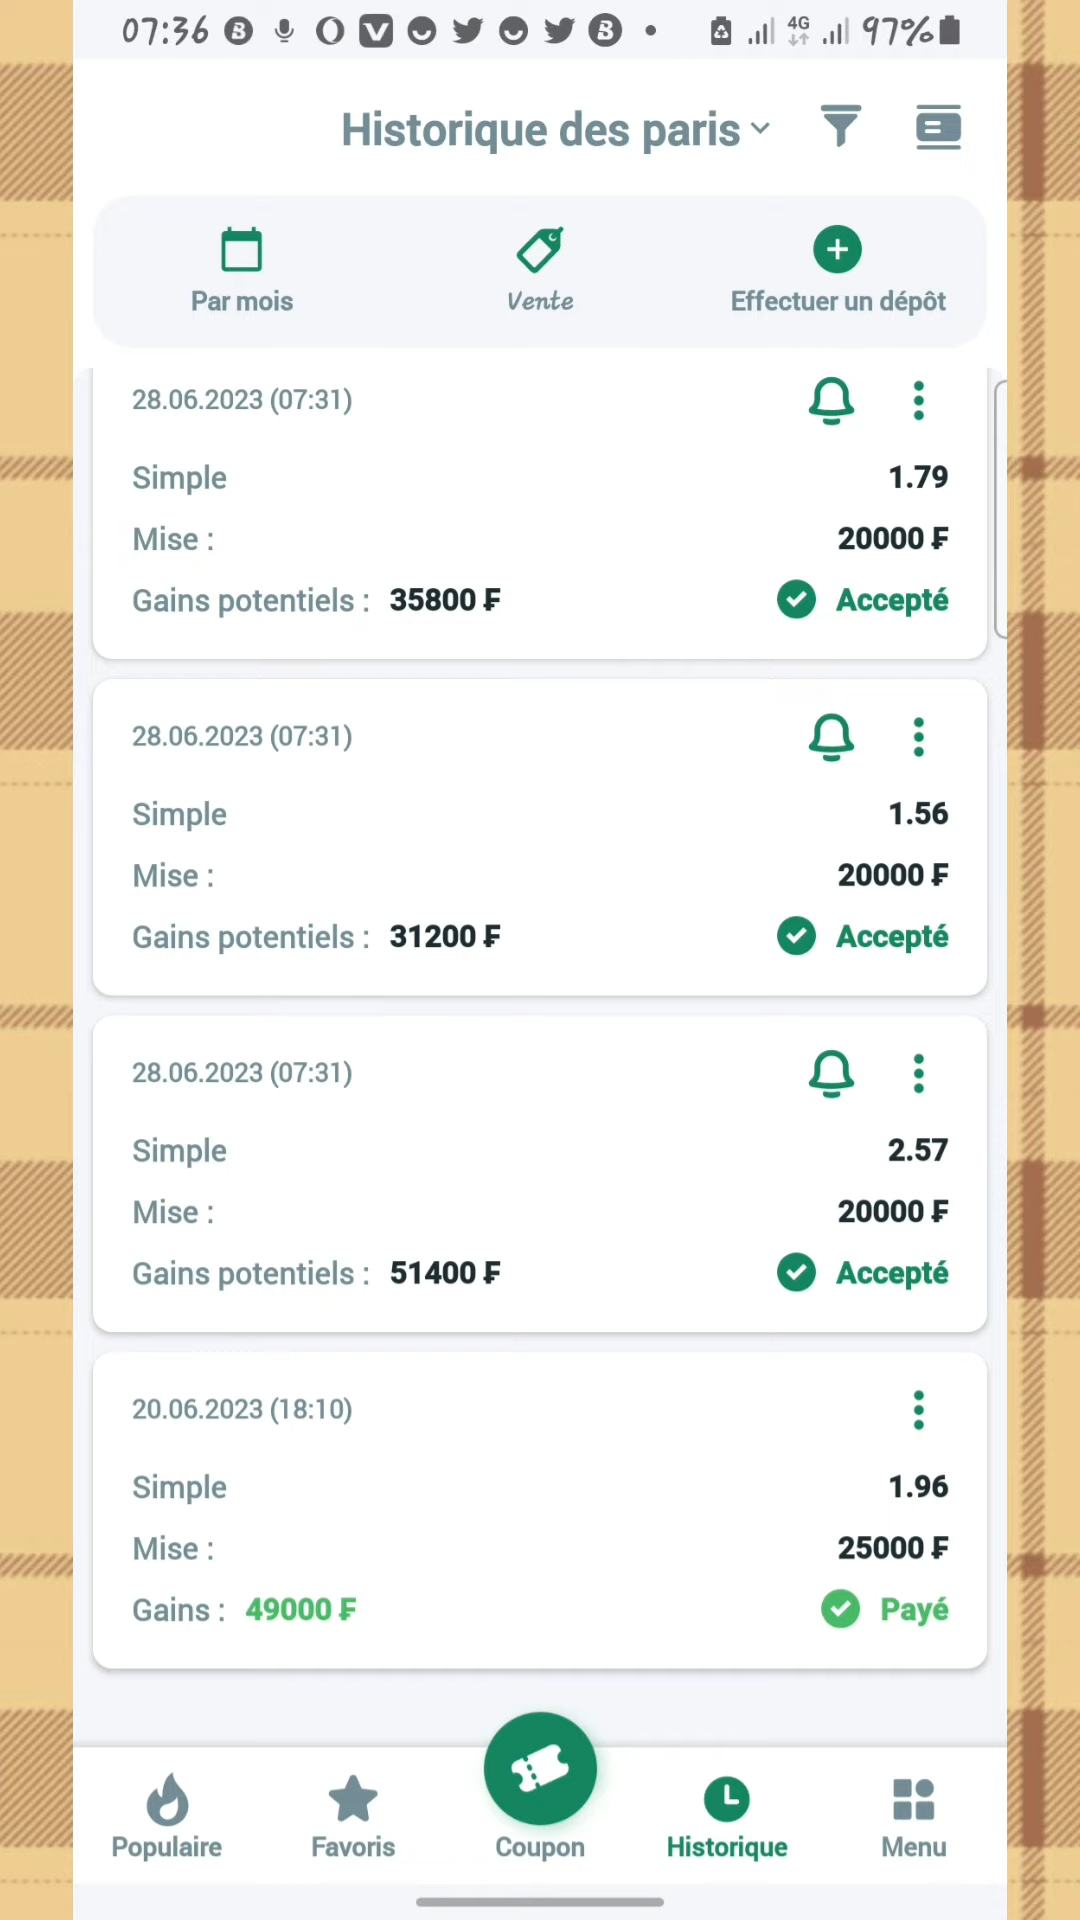 07:36 4G 97%
Historique des paris
Par mois
Vente
Effectuer un dépôt
28.06.2023 (07:31)
Simple 1.79
Mise : 20000 ₣
Gains potentiels : 35800 ₣ Accepté
28.06.2023 (07:31)
Simple 1.56
Mise : 20000 ₣
Gains potentiels : 31200 ₣ Accepté
28.06.2023 (07:31)
Simple 2.57
Mise : 20000 ₣
Gains potentiels : 51400 ₣ Accepté
20.06.2023 (18:10)
Simple 1.96
Mise : 25000 ₣
Gains : 49000 ₣ Payé
Populaire
Favoris
Coupon
Historique
Menu